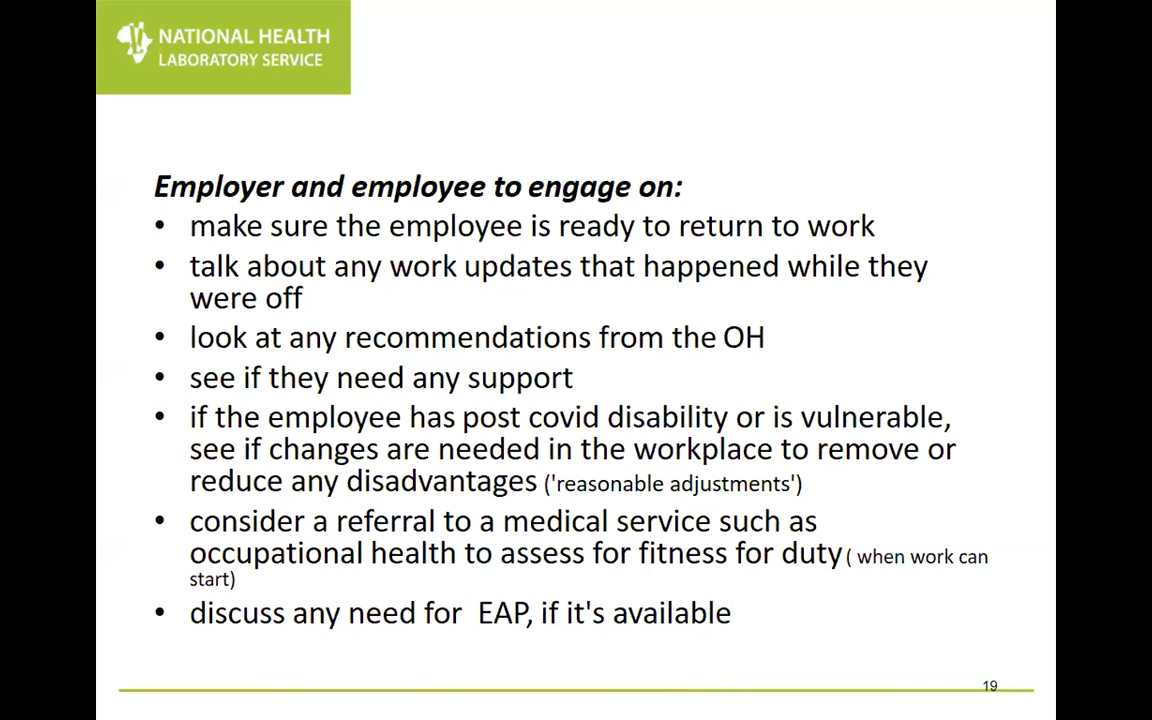 NATIONAL HEALTH
LABORATORY SERVICE
Employer and employee to engage on:
• make sure the employee is ready to return to work
• talk about any work updates that happened while they
were off
• look at any recommendations from the OH
• see if they need any support
• if the employee has post covid disability or is vulnerable,
see if changes are needed in the workplace to remove or
reduce any disadvantages ('reasonable adjustments')
• consider a referral to a medical service such as
occupational health to assess for fitness for duty ( when work can
start)
• discuss any need for  EAP, if it's available
19